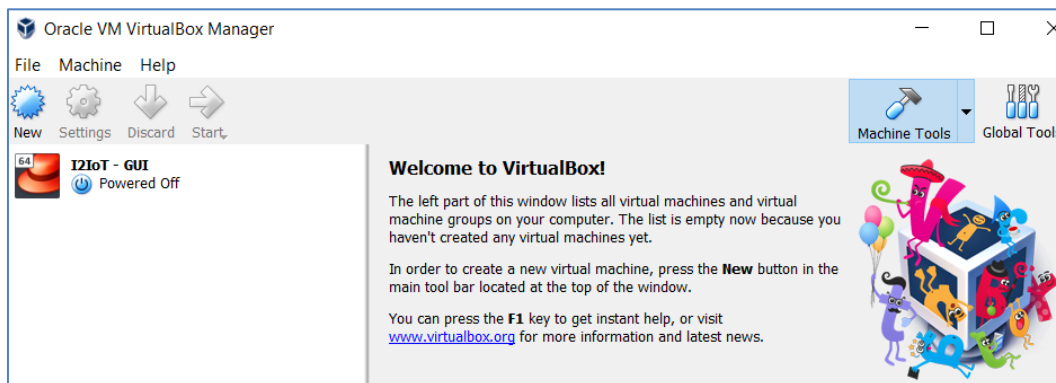 Oracle VM VirtualBox Manager
File Machine Help
New Settings Discard Start
Machine Tools Global Tools
64
I2IoT - GUI
Powered Off
Welcome to VirtualBox!
The left part of this window lists all virtual machines and virtual
machine groups on your computer. The list is empty now because you
haven't created any virtual machines yet.
In order to create a new virtual machine, press the New button in the
main tool bar located at the top of the window.
You can press the F1 key to get instant help, or visit
www.virtualbox.org for more information and latest news.